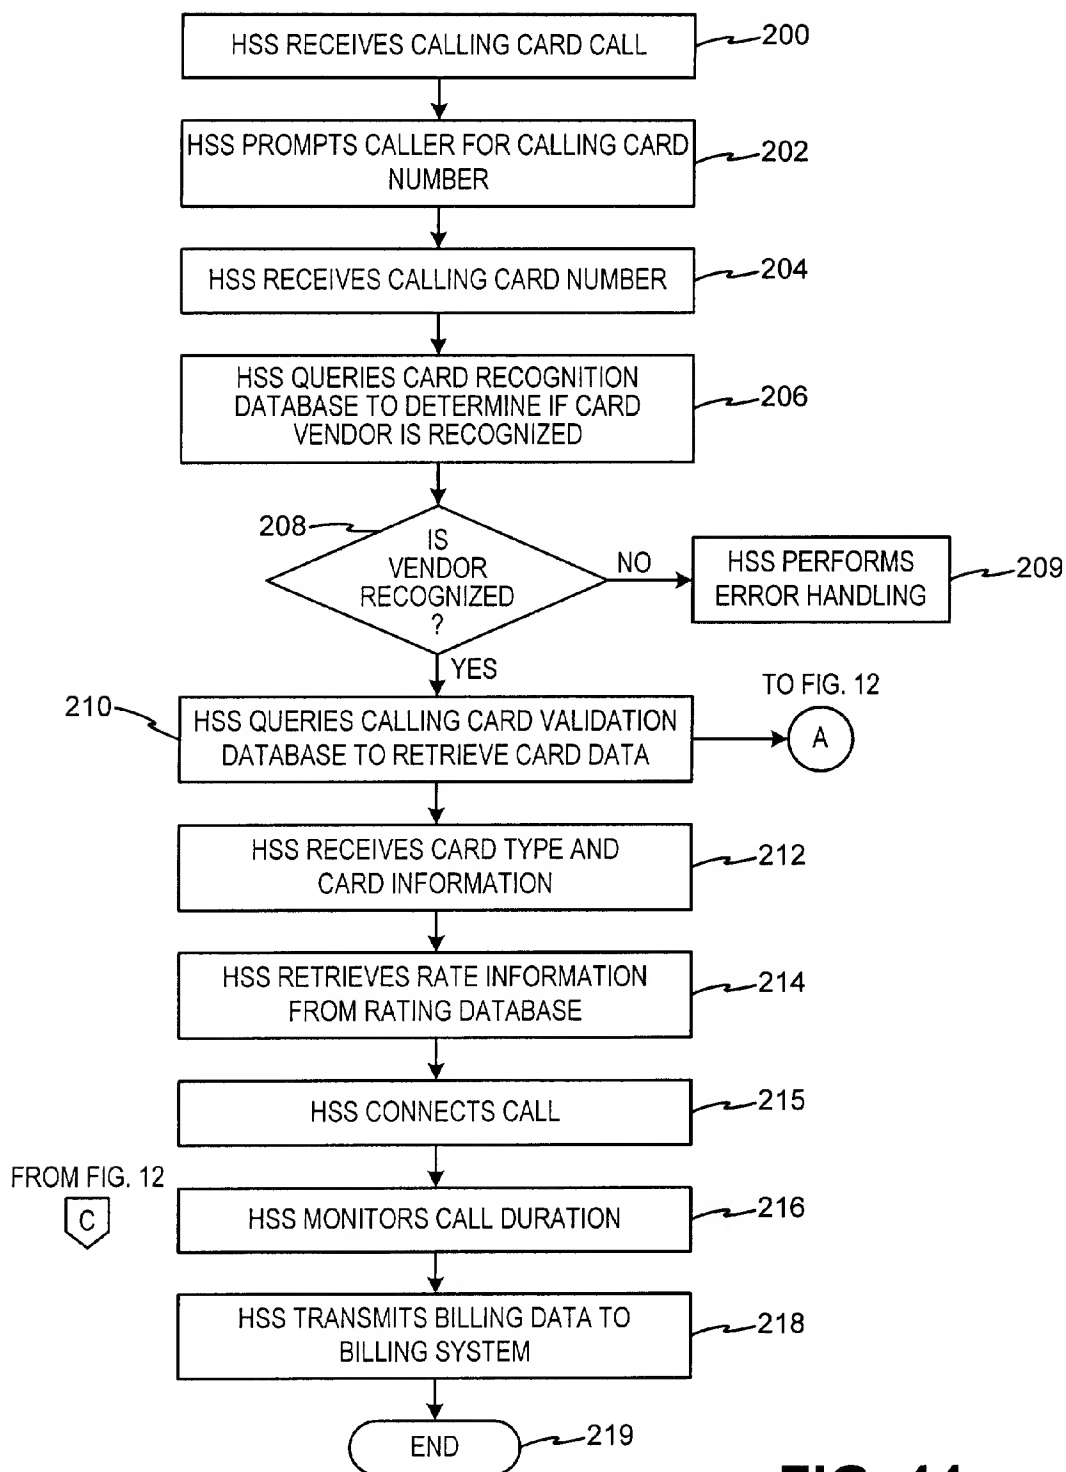 HSS RECEIVES CALLING CARD CALL
200
HSS PROMPTS CALLER FOR CALLING CARD
NUMBER
202
HSS RECEIVES CALLING CARD NUMBER
204
HSS QUERIES CARD RECOGNITION
DATABASE TO DETERMINE IF CARD
VENDOR IS RECOGNIZED
206
208
IS
VENDOR
RECOGNIZED
?
NO
HSS PERFORMS
ERROR HANDLING
209
YES
TO FIG. 12
A
210
HSS QUERIES CALLING CARD VALIDATION
DATABASE TO RETRIEVE CARD DATA
HSS RECEIVES CARD TYPE AND
CARD INFORMATION
212
HSS RETRIEVES RATE INFORMATION
FROM RATING DATABASE
214
HSS CONNECTS CALL
215
FROM FIG. 12
C
HSS MONITORS CALL DURATION
216
HSS TRANSMITS BILLING DATA TO
BILLING SYSTEM
218
END
219